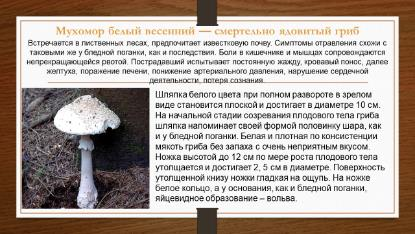 Мухомор белый весенний — смертельно ядовитый гриб
Встречается в лиственных лесах, предпочитает известковую почву. Симптомы отравления схожи с
таковыми же у бледной поганки, как и последствия. Боли в кишечнике и мышцах сопровождаются
непрекращающейся рвотой. Пострадавший испытывает постоянную жажду, кровавый понос, далее
желтуха, поражение печени, понижение артериального давления, нарушение сердечной
деятельности, потеря сознания.
Шляпка белого цвета при полном развороте в зрелом
виде становится плоской и достигает в диаметре 10 см.
На начальной стадии созревания плодового тела гриба
шляпка напоминает своей формой половинку шара, как
и у бледной поганки. Белая и плотная по консистенции
мякоть гриба без запаха с очень неприятным вкусом.
Ножка высотой до 12 см по мере роста плодового тела
утолщается и достигает 2, 5 см в диаметре. Поверхность
утолщенной книзу ножки гладкая на ощупь. На ножке
белое кольцо, а у основания, как и бледной поганки,
яйцевидное образование – вольва.